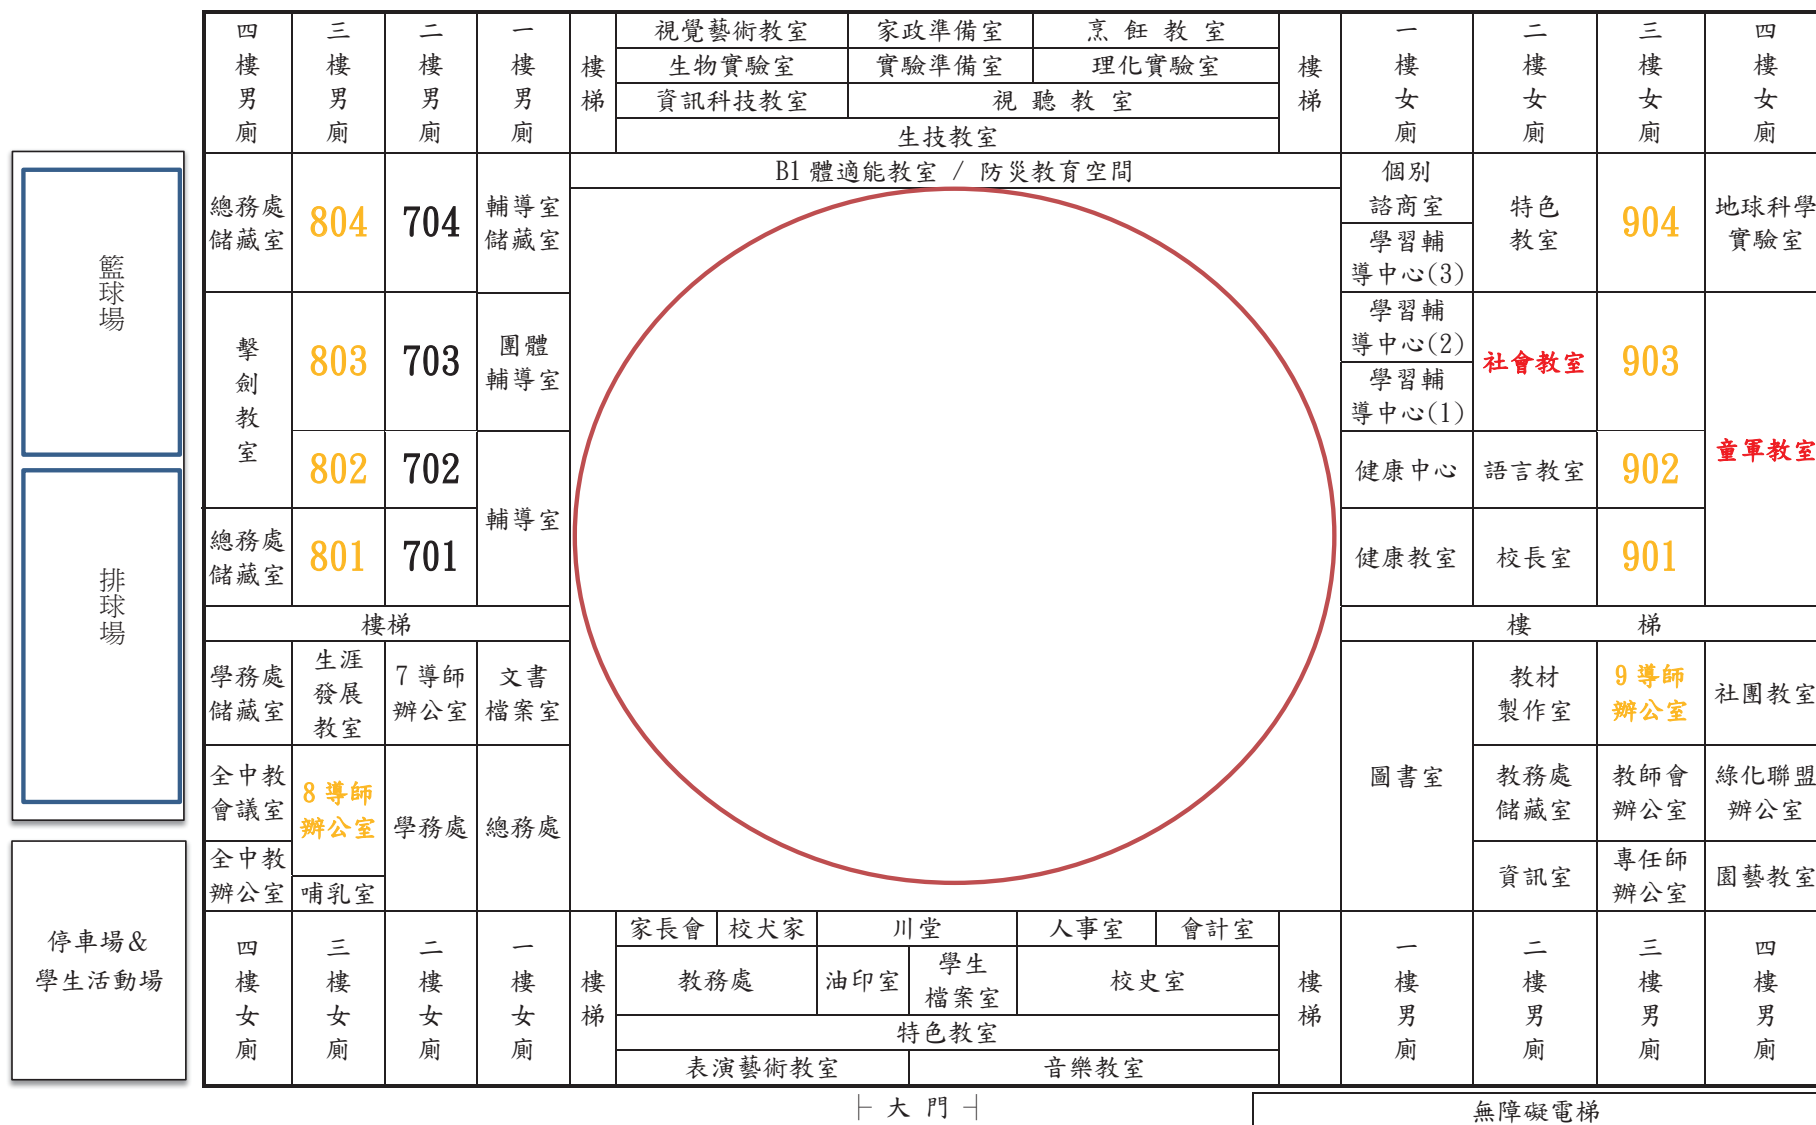 四樓男廁
三樓男廁
二樓男廁
一樓男廁
樓梯
視覺藝術教室
家政準備室
烹飪教室
生物實驗室
實驗準備室
理化實驗室
資訊科技教室
視聽教室
生技教室
樓梯
一樓女廁
二樓女廁
三樓女廁
四樓女廁
B1 體適能教室 / 防災教育空間
籃球場
排球場
停車場&
學生活動場
總務處
儲藏室
804
704
輔導室
儲藏室
擊劍教室
803
703
團體
輔導室
802
702
輔導室
總務處
儲藏室
801
701
樓梯
學務處
儲藏室
生涯
發展
教室
7 導師
辦公室
文書
檔案室
全中教
會議室
8 導師
辦公室
學務處
總務處
全中教
辦公室
哺乳室
個別
諮商室
學習輔
導中心(3)
特色
教室
904
地球科學
實驗室
學習輔
導中心(2)
學習輔
導中心(1)
社會教室
903
童軍教室
健康中心
語言教室
902
健康教室
校長室
901
樓梯
圖書室
教材
製作室
9 導師
辦公室
社團教室
教務處
儲藏室
教師會
辦公室
綠化聯盟
辦公室
資訊室
專任師
辦公室
園藝教室
四樓女廁
三樓女廁
二樓女廁
一樓女廁
樓梯
家長會
校犬家
川堂
人事室
會計室
教務處
油印室
學生
檔案室
校史室
特色教室
表演藝術教室
音樂教室
樓梯
一樓男廁
二樓男廁
三樓男廁
四樓男廁
├ 大 門 ┤
無障礙電梯